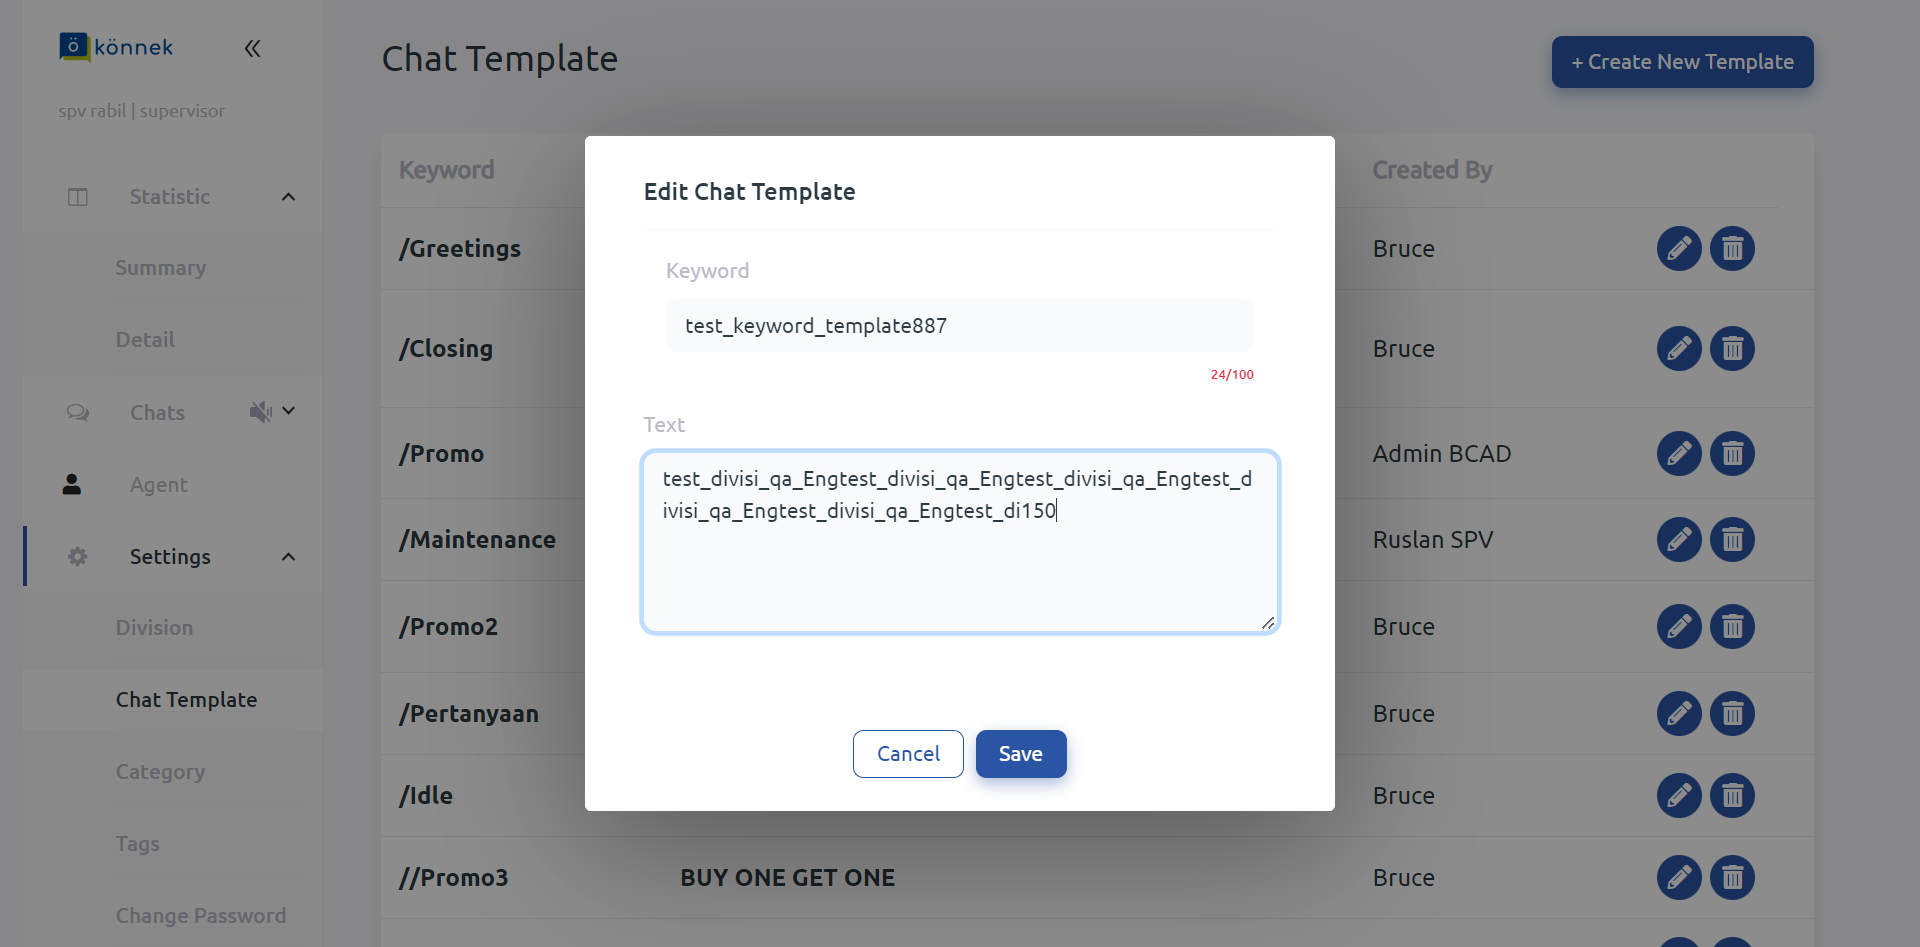 könnek
spv rabil | supervisor
Statistic
Summary
Detail
Chats
Agent
Settings
Division
Chat Template
Category
Tags
Change Password
Chat Template
+ Create New Template
Keyword
Created By
/Greetings
Bruce
/Closing
Bruce
/Promo
Admin BCAD
/Maintenance
Ruslan SPV
/Promo2
Bruce
/Pertanyaan
Bruce
/Idle
Bruce
//Promo3
BUY ONE GET ONE
Bruce
Edit Chat Template
Keyword
test_keyword_template887
24/100
Text
test_divisi_qa_Engtest_divisi_qa_Engtest_divisi_qa_Engtest_d
ivisi_qa_Engtest_divisi_qa_Engtest_di150
Cancel
Save